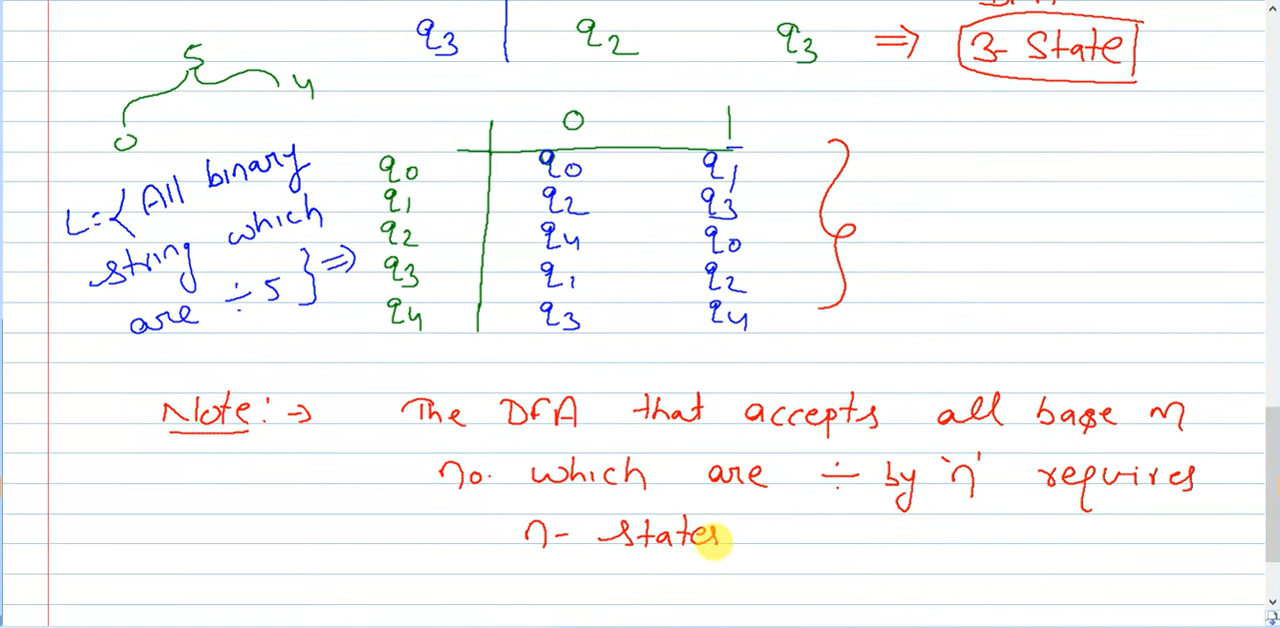 DFA
q3 | q2 q3 => 3- State
5
0 4
0 1
q0 q0 q1
q1 q2 q3
q2 q4 q0
q3 q1 q2
q4 q3 q4
L={ All binary
string which
are ÷ 5 } =>
Note: → The DFA that accepts all base m
no. which are ÷ by 'n' requires
n- states